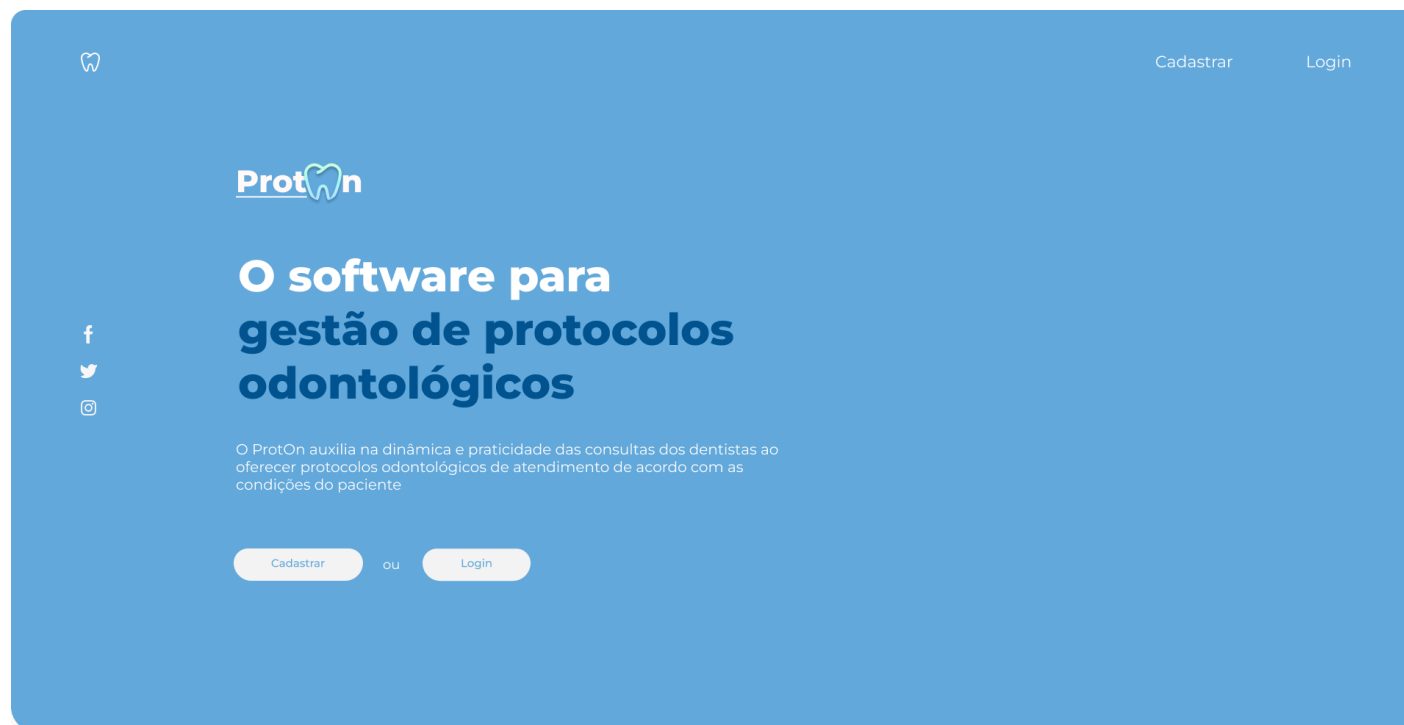 Cadastrar Login
ProtOn
O software para
gestão de protocolos
odontológicos
O ProtOn auxilia na dinâmica e praticidade das consultas dos dentistas ao
oferecer protocolos odontológicos de atendimento de acordo com as
condições do paciente
Cadastrar ou Login